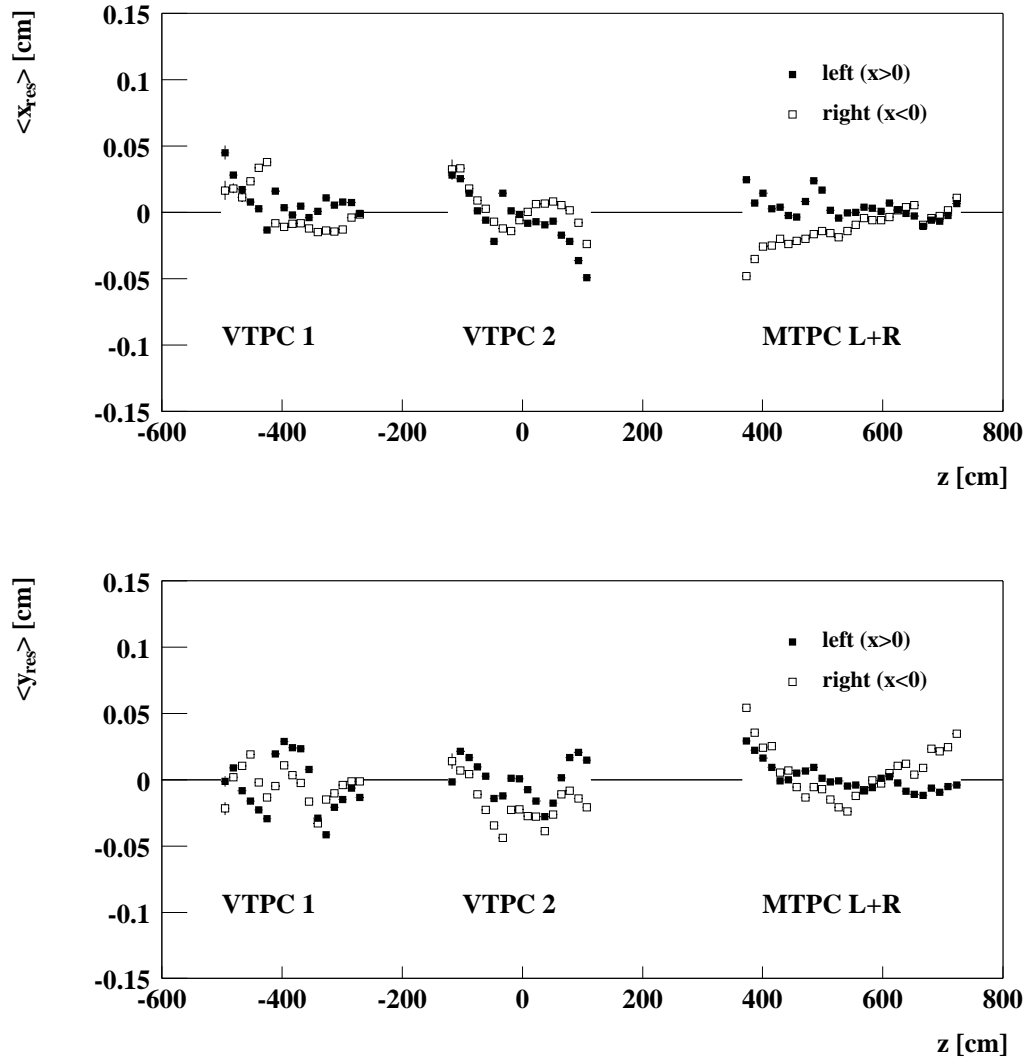 0.15
<x_res> [cm]
0.1
left (x>0)
right (x<0)
0.05
0
-0.05
VTPC 1 VTPC 2 MTPC L+R
-0.1
-0.15
-600 -400 -200 0 200 400 600 800
z [cm]
0.15
<y_res> [cm]
0.1
left (x>0)
right (x<0)
0.05
0
-0.05
VTPC 1 VTPC 2 MTPC L+R
-0.1
-0.15
-600 -400 -200 0 200 400 600 800
z [cm]